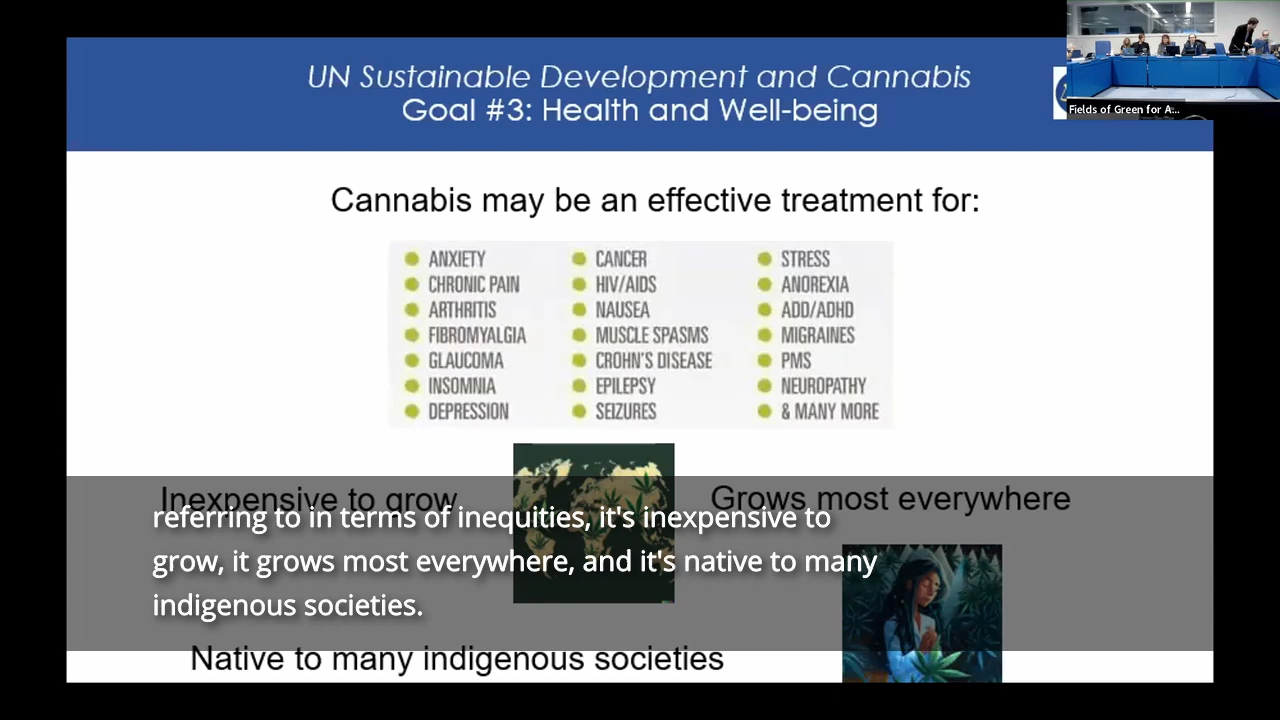 UN Sustainable Development and Cannabis
Goal #3: Health and Well-being
Fields of Green for A...
Cannabis may be an effective treatment for:
ANXIETY
CHRONIC PAIN
ARTHRITIS
FIBROMYALGIA
GLAUCOMA
INSOMNIA
DEPRESSION
CANCER
HIV/AIDS
NAUSEA
MUSCLE SPASMS
CROHN'S DISEASE
EPILEPSY
SEIZURES
STRESS
ANOREXIA
ADD/ADHD
MIGRAINES
PMS
NEUROPATHY
& MANY MORE
Inexpensive to grow
Grows most everywhere
referring to in terms of inequities, it's inexpensive to
grow, it grows most everywhere, and it's native to many
indigenous societies.
Native to many indigenous societies